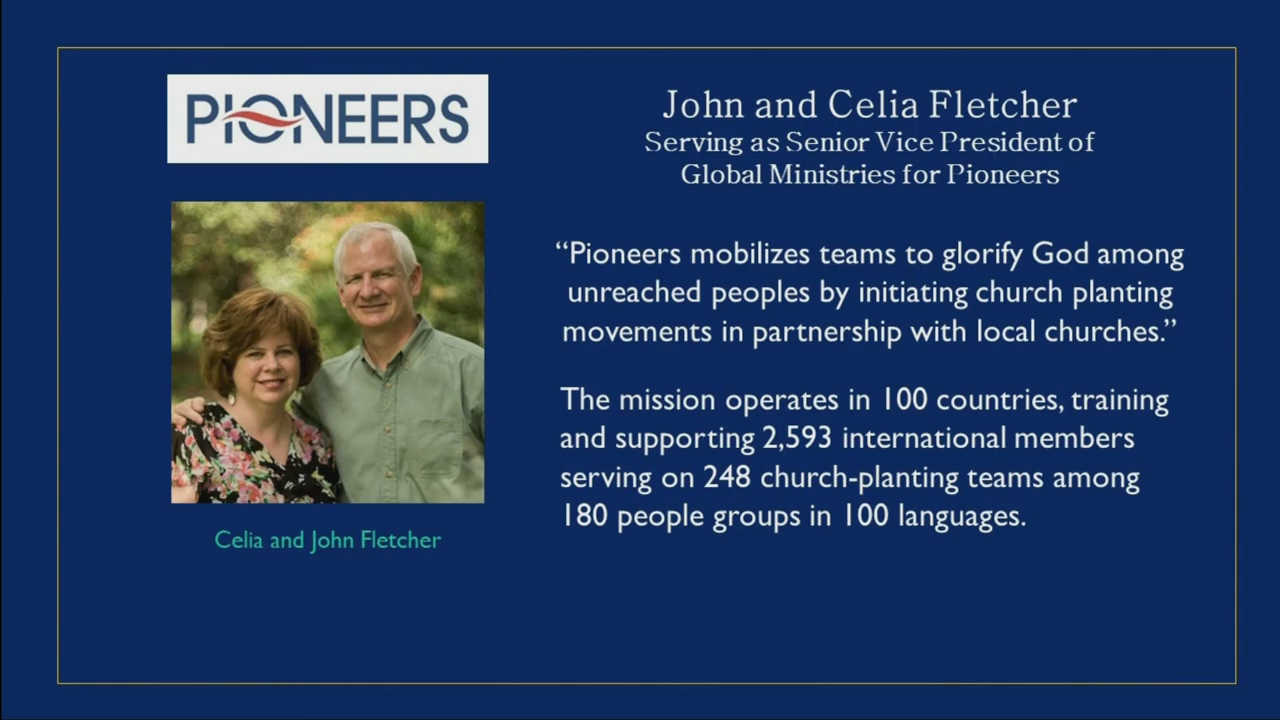 PIONEERS
John and Celia Fletcher
Serving as Senior Vice President of
Global Ministries for Pioneers
“Pioneers mobilizes teams to glorify God among
unreached peoples by initiating church planting
movements in partnership with local churches.”
The mission operates in 100 countries, training
and supporting 2,593 international members
serving on 248 church-planting teams among
180 people groups in 100 languages.
Celia and John Fletcher